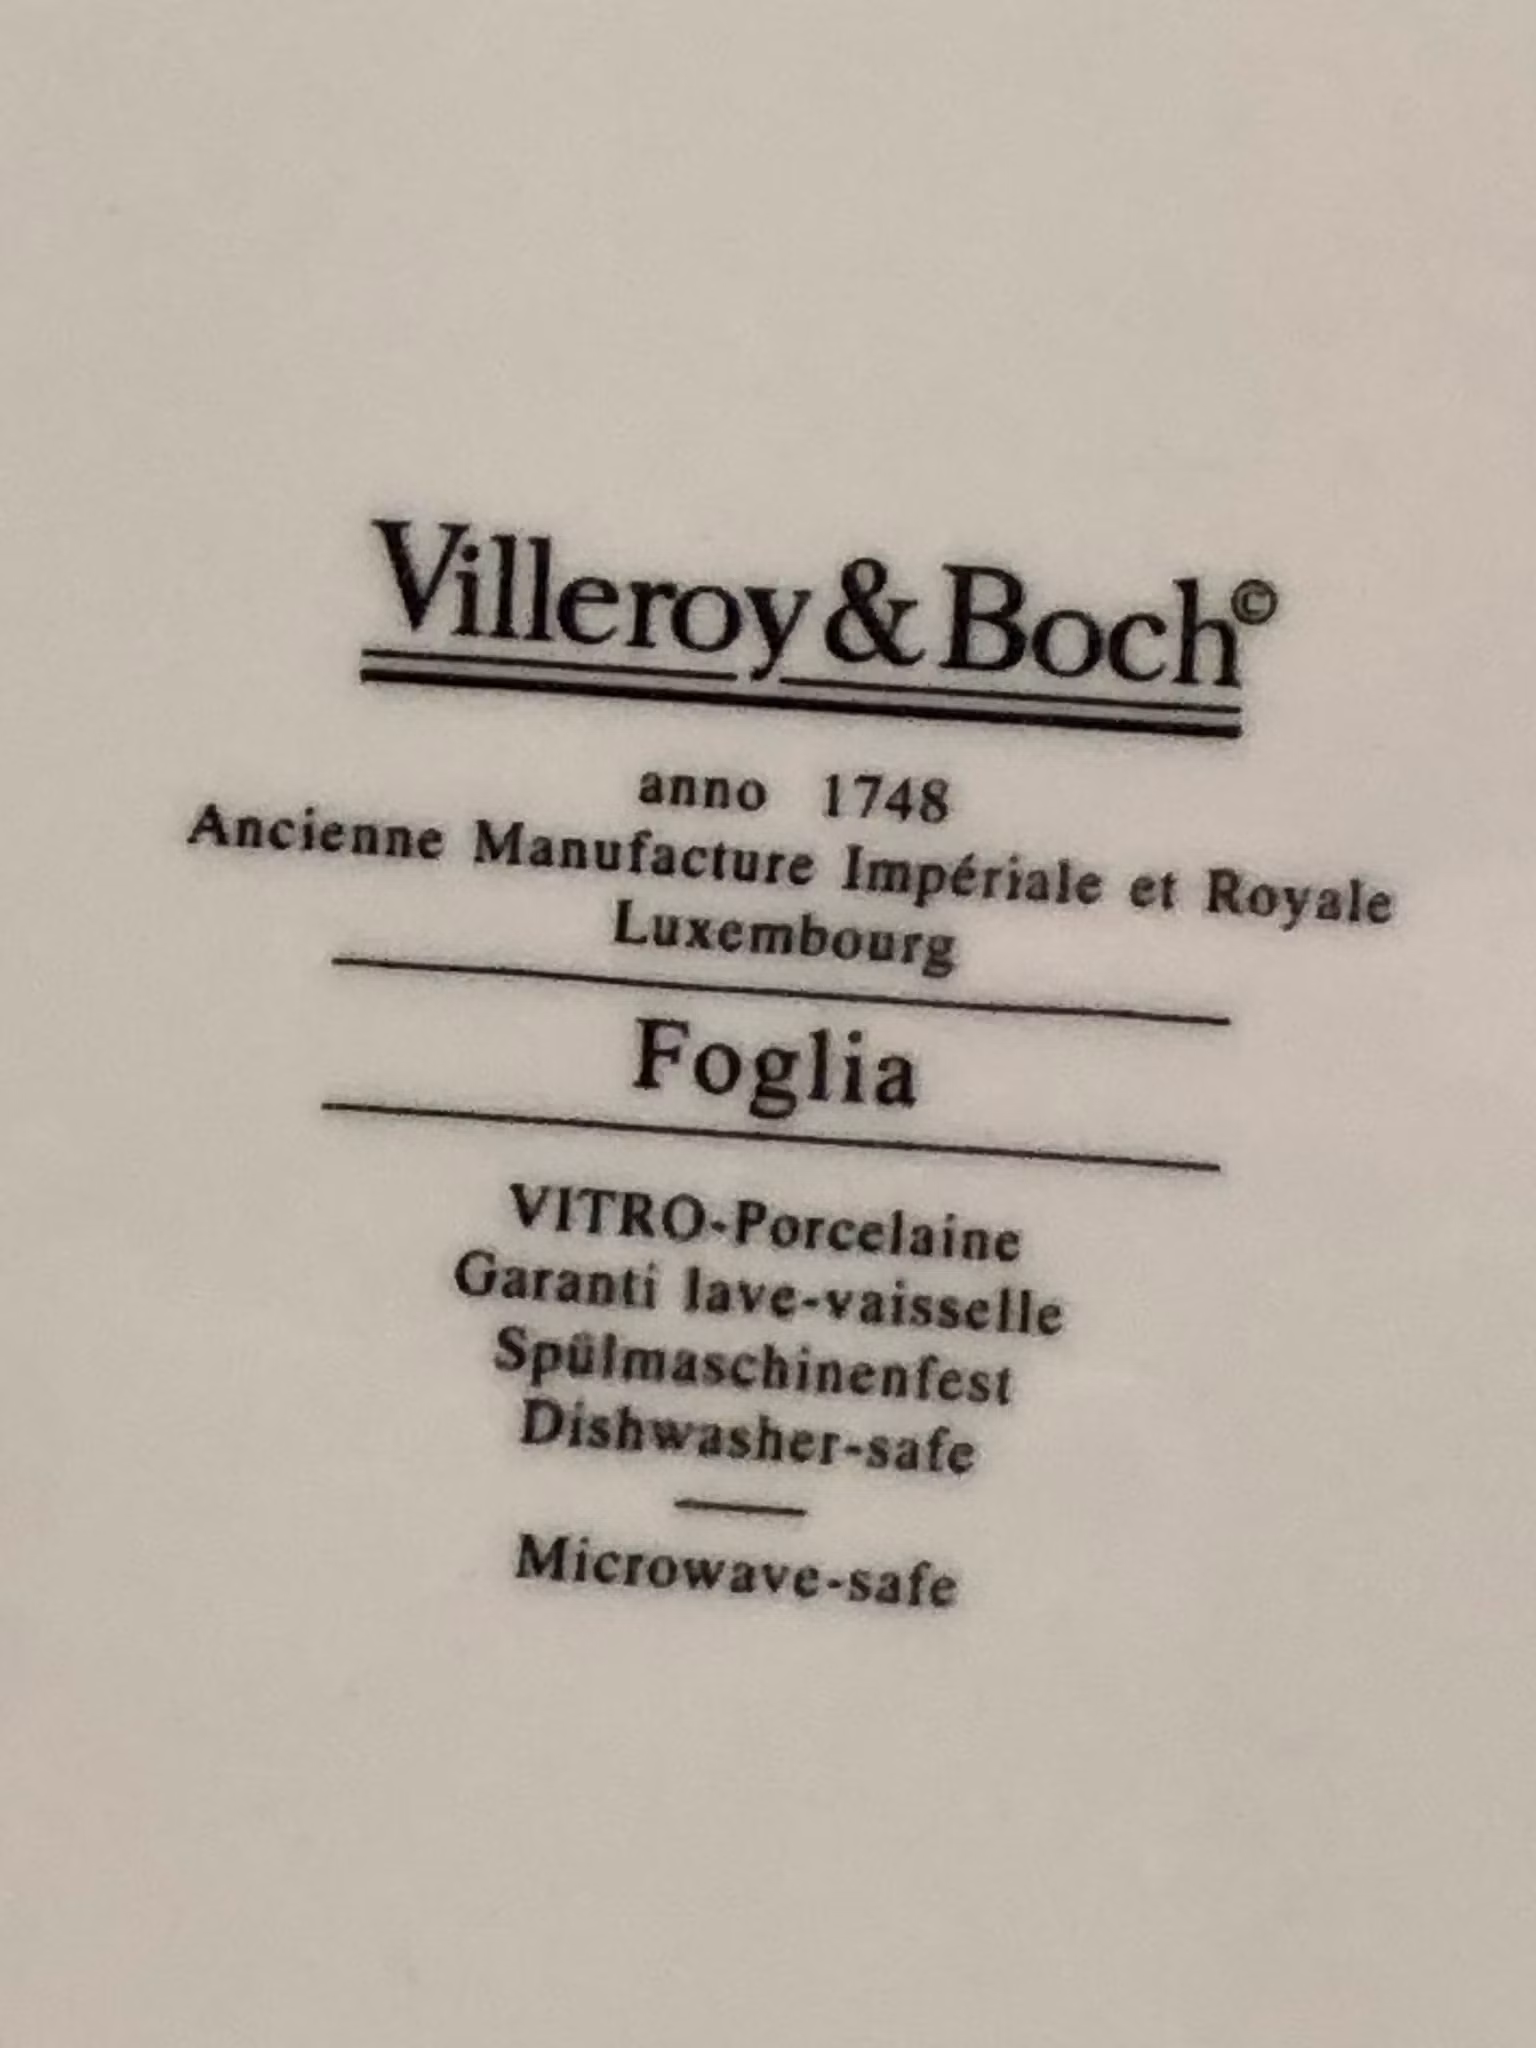 Villeroy & Boch©
anno 1748
Ancienne Manufacture Impériale et Royale
Luxembourg
Foglia
VITRO-Porcelaine
Garanti lave-vaisselle
Spülmaschinenfest
Dishwasher-safe
Microwave-safe